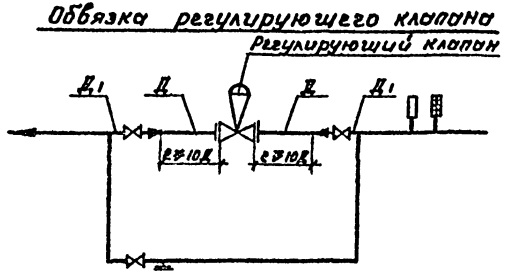 Обвязка регулирующего клапана
Регулирующий клапан
Д1 Д Д Д1
ℓ≥10Д ℓ≥10Д